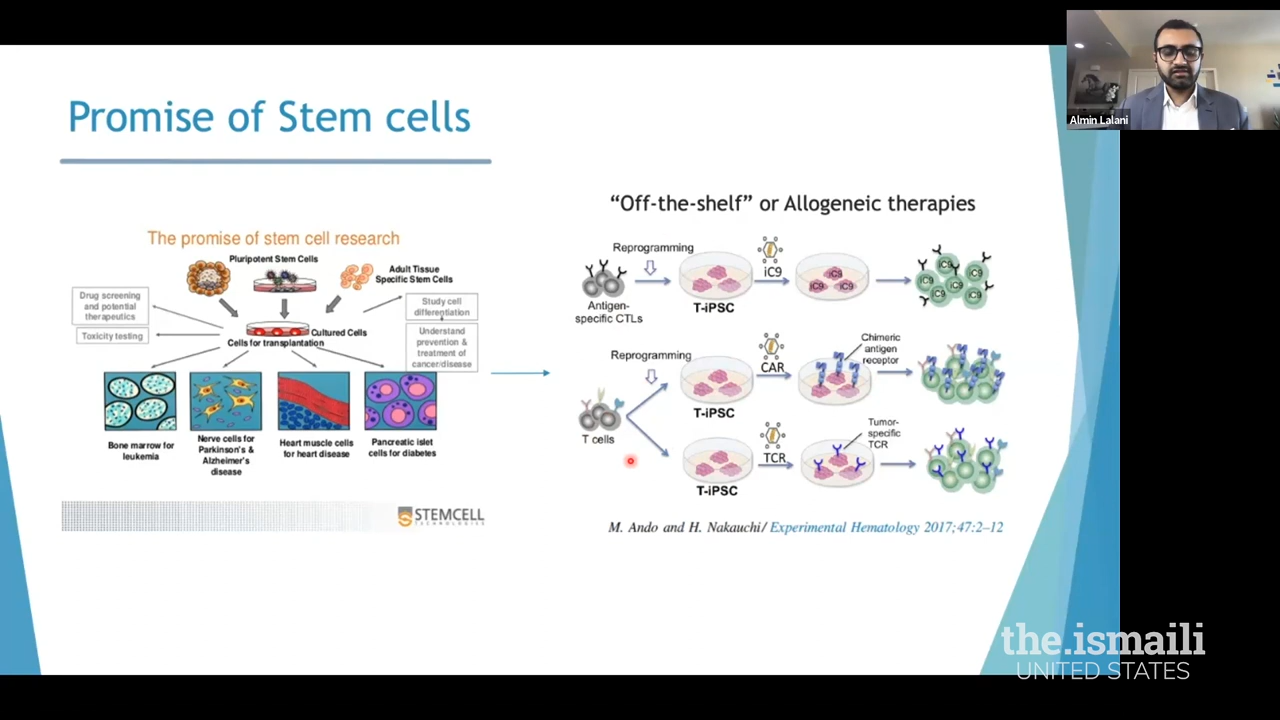 Promise of Stem cells
Almin Lalani
The promise of stem cell research
Pluripotent Stem Cells
Adult Tissue
Specific Stem Cells
Drug screening
and potential
therapeutics
Toxicity testing
Study cell
differentiation
Understand
prevention &
treatment of
cancer/disease
Cultured Cells
Cells for transplantation
Bone marrow for
leukemia
Nerve cells for
Parkinson's &
Alzheimer's
disease
Heart muscle cells
for heart disease
Pancreatic islet
cells for diabetes
STEMCELL
TECHNOLOGIES
“Off-the-shelf” or Allogeneic therapies
Reprogramming
iC9
Antigen-
specific CTLs
T-iPSC
iC9
iC9
iC9
iC9
iC9
iC9
iC9
Reprogramming
CAR
Chimeric
antigen
receptor
T-iPSC
T cells
TCR
Tumor-
specific
TCR
T-iPSC
M. Ando and H. Nakauchi/ Experimental Hematology 2017;47:2–12
the.ismaili
UNITED STATES